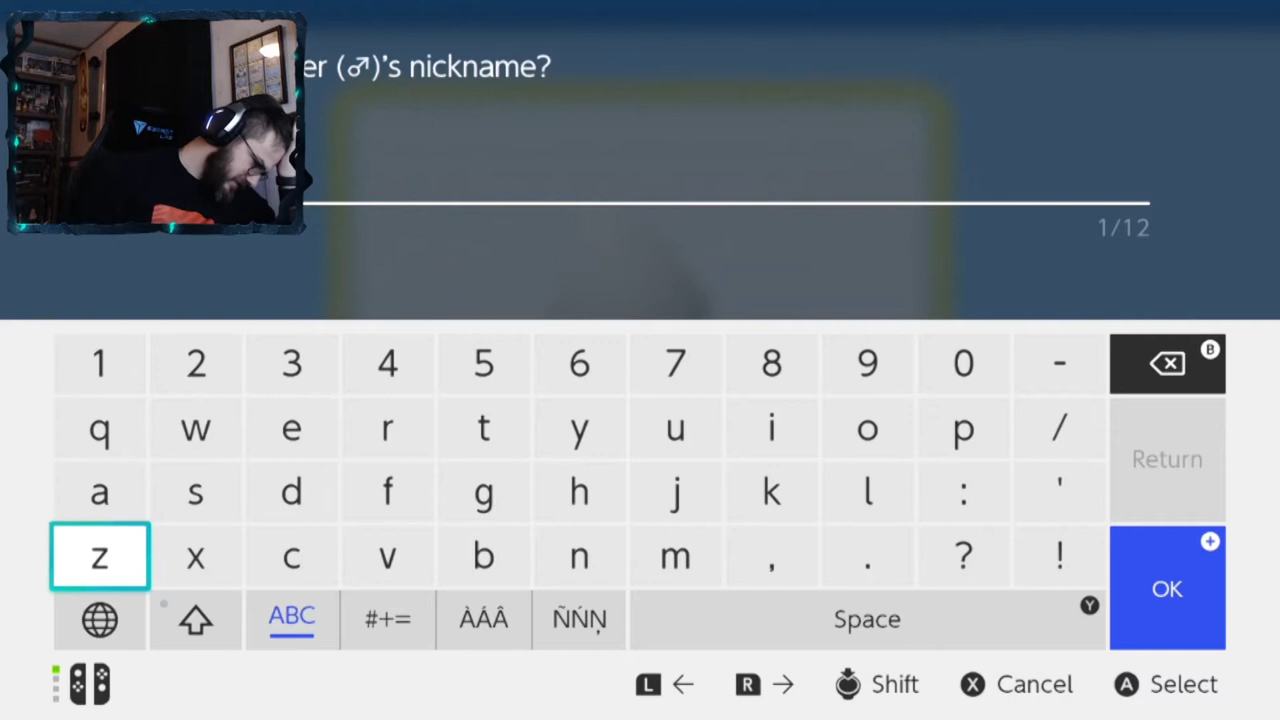 er (♂)'s nickname?
1/12
1 2 3 4 5 6 7 8 9 0 - B
q w e r t y u i o p /
Return
a s d f g h j k l : '
z x c v b n m , . ? ! +
OK
ABC #+= ÀÁÂ ÑŃŅ Space Y
L ← R → Shift X Cancel A Select